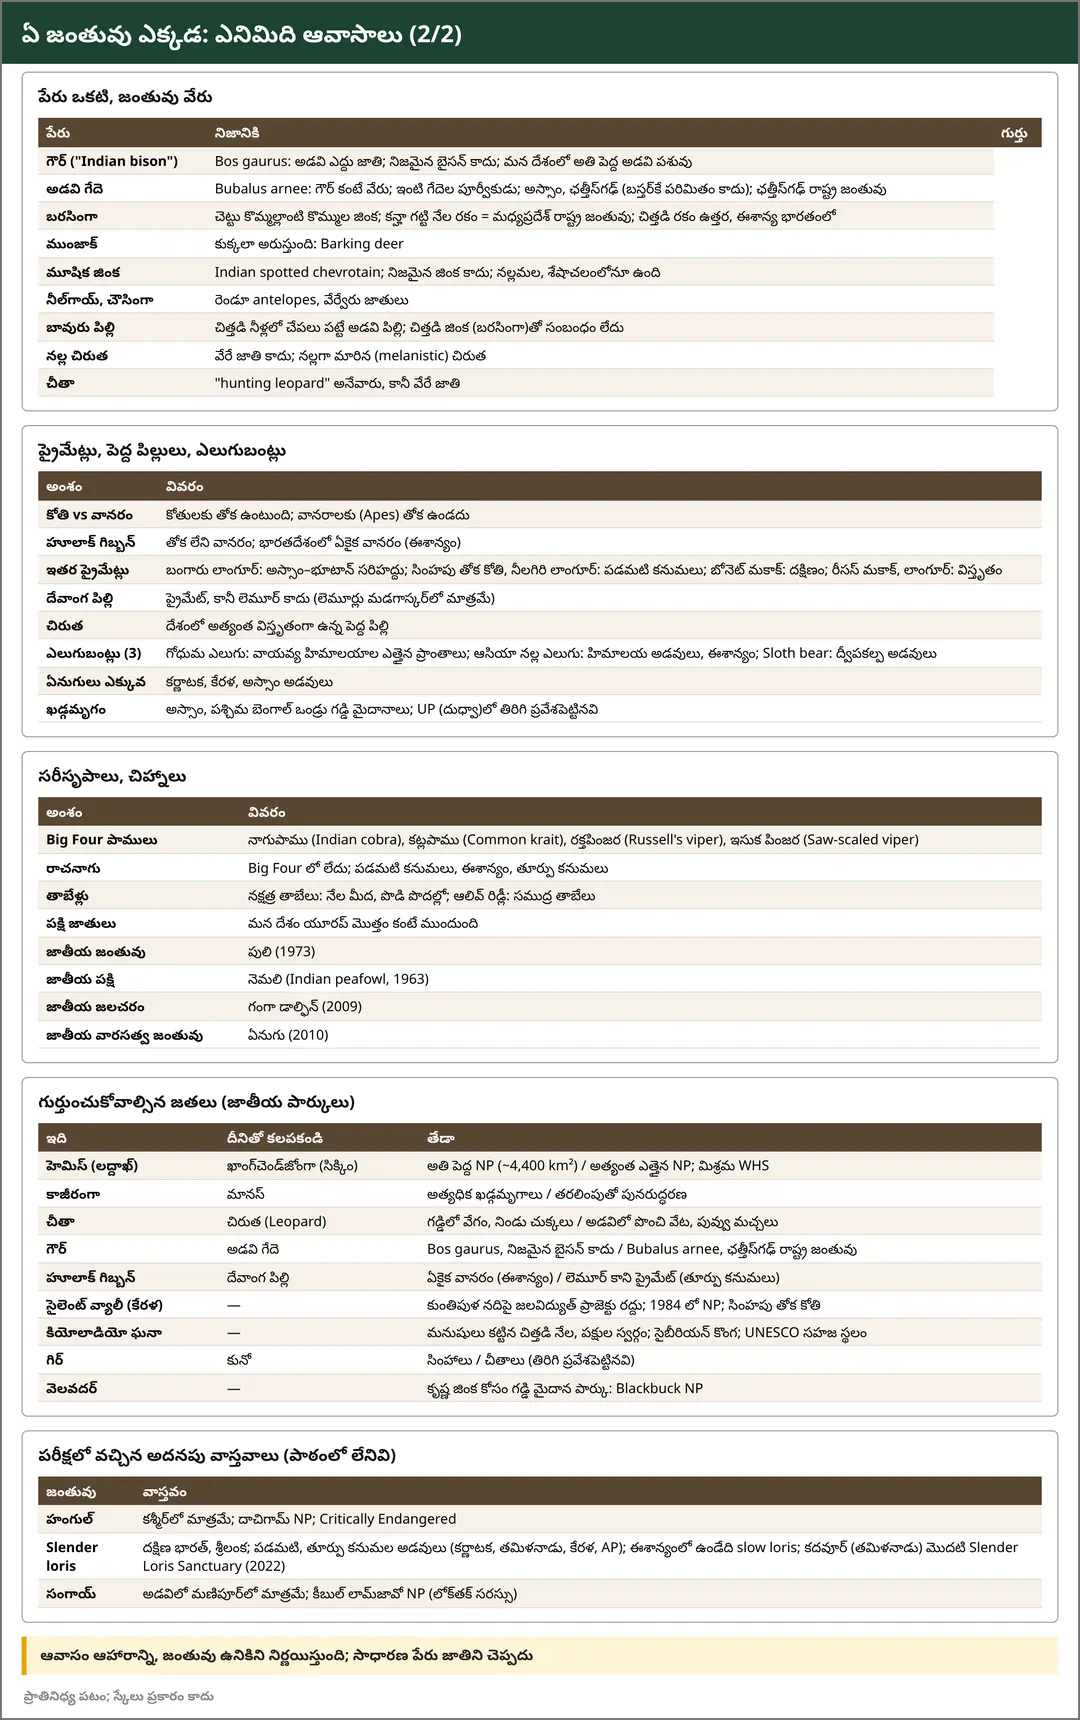 ఏ జంతువు ఎక్కడ: ఎనిమిది ఆవాసాలు (2/2)
పేరు ఒకటి, జంతువు వేరు
పేరు నిజానికి గుర్తు
గౌర్ ("Indian bison") Bos gaurus: అడవి ఎద్దు జాతి; నిజమైన బైసన్ కాదు; మన దేశంలో అతి పెద్ద అడవి పశువు
అడవి గేదె Bubalus arnee: గౌర్ కంటే వేరు; ఇంటి గేదెల పూర్వీకుడు; అస్సాం, ఛత్తీస్‌గఢ్ (బస్తర్‌కే పరిమితం కాదు); ఛత్తీస్‌గఢ్ రాష్ట్ర జంతువు
బరసింగా చెట్టు కొమ్మల్లాంటి కొమ్ముల జింక; కన్హా గట్టి నేల రకం = మధ్యప్రదేశ్ రాష్ట్ర జంతువు; చిత్తడి రకం ఉత్తర, ఈశాన్య భారతంలో
ముంజాక్ కుక్కలా అరుస్తుంది: Barking deer
మూషిక జింక Indian spotted chevrotain; నిజమైన జింక కాదు; నల్లమల, శేషాచలంలోనూ ఉంది
నీల్‌గాయ్, చౌసింగా రెండూ antelopes, వేర్వేరు జాతులు
బావురు పిల్లి చిత్తడి నీళ్లలో చేపలు పట్టే అడవి పిల్లి; చిత్తడి జింక (బరసింగా)తో సంబంధం లేదు
నల్ల చిరుత వేరే జాతి కాదు; నల్లగా మారిన (melanistic) చిరుత
చీతా "hunting leopard" అనేవారు, కానీ వేరే జాతి
ప్రైమేట్లు, పెద్ద పిల్లులు, ఎలుగుబంట్లు
అంశం వివరం
కోతి vs వానరం కోతులకు తోక ఉంటుంది; వానరాలకు (Apes) తోక ఉండదు
హూలాక్ గిబ్బన్ తోక లేని వానరం; భారతదేశంలో ఏకైక వానరం (ఈశాన్యం)
ఇతర ప్రైమేట్లు బంగారు లాంగూర్: అస్సాం–భూటాన్ సరిహద్దు; సింహపు తోక కోతి, నీలగిరి లాంగూర్: పడమటి కనుమలు; బోనెట్ మకాక్: దక్షిణం; రీసస్ మకాక్, లాంగూర్: విస్తృతం
దేవాంగ పిల్లి ప్రైమేట్, కానీ లెమూర్ కాదు (లెమూర్లు మడగాస్కర్‌లో మాత్రమే)
చిరుత దేశంలో అత్యంత విస్తృతంగా ఉన్న పెద్ద పిల్లి
ఎలుగుబంట్లు (3) గోధుమ ఎలుగు: వాయవ్య హిమాలయాల ఎత్తైన ప్రాంతాలు; ఆసియా నల్ల ఎలుగు: హిమాలయ అడవులు, ఈశాన్యం; Sloth bear: ద్వీపకల్ప అడవులు
ఏనుగులు ఎక్కువ కర్ణాటక, కేరళ, అస్సాం అడవులు
ఖడ్గమృగం అస్సాం, పశ్చిమ బెంగాల్ ఒండ్రు గడ్డి మైదానాలు; UP (దుధ్వా)లో తిరిగి ప్రవేశపెట్టినవి
సరీసృపాలు, చిహ్నాలు
అంశం వివరం
Big Four పాములు నాగుపాము (Indian cobra), కట్లపాము (Common krait), రక్తపింజర (Russell's viper), ఇసుక పింజర (Saw-scaled viper)
రాచనాగు Big Four లో లేదు; పడమటి కనుమలు, ఈశాన్యం, తూర్పు కనుమలు
తాబేళ్లు నక్షత్ర తాబేలు: నేల మీద, పొడి పొదల్లో; ఆలివ్ రిడ్లీ: సముద్ర తాబేలు
పక్షి జాతులు మన దేశం యూరప్ మొత్తం కంటే ముందుంది
జాతీయ జంతువు పులి (1973)
జాతీయ పక్షి నెమలి (Indian peafowl, 1963)
జాతీయ జలచరం గంగా డాల్ఫిన్ (2009)
జాతీయ వారసత్వ జంతువు ఏనుగు (2010)
గుర్తుంచుకోవాల్సిన జతలు (జాతీయ పార్కులు)
ఇది దీనితో కలపకండి తేడా
హెమిస్ (లద్దాఖ్) ఖాంగ్‌చెండ్‌జోంగా (సిక్కిం) అతి పెద్ద NP (~4,400 km²) / అత్యంత ఎత్తైన NP; మిశ్రమ WHS
కాజీరంగా మానస్ అత్యధిక ఖడ్గమృగాలు / తరలింపుతో పునరుద్ధరణ
చీతా చిరుత (Leopard) గడ్డిలో వేగం, నిండు చుక్కలు / అడవిలో పొంచి వేట, పువ్వు మచ్చలు
గౌర్ అడవి గేదె Bos gaurus, నిజమైన బైసన్ కాదు / Bubalus arnee, ఛత్తీస్‌గఢ్ రాష్ట్ర జంతువు
హూలాక్ గిబ్బన్ దేవాంగ పిల్లి ఏకైక వానరం (ఈశాన్యం) / లెమూర్ కాని ప్రైమేట్ (తూర్పు కనుమలు)
సైలెంట్ వ్యాలీ (కేరళ) — కుంతిపుళ నదిపై జలవిద్యుత్ ప్రాజెక్టు రద్దు; 1984 లో NP; సింహపు తోక కోతి
కియోలాడియో ఘనా — మనుషులు కట్టిన చిత్తడి నేల, పక్షుల స్వర్గం; సైబీరియన్ కొంగ; UNESCO సహజ స్థలం
గిర్ కునో సింహాలు / చీతాలు (తిరిగి ప్రవేశపెట్టినవి)
వెలవదర్ — కృష్ణ జింక కోసం గడ్డి మైదాన పార్కు: Blackbuck NP
పరీక్షలో వచ్చిన అదనపు వాస్తవాలు (పాఠంలో లేనివి)
జంతువు వాస్తవం
హంగుల్ కశ్మీర్‌లో మాత్రమే; దాచిగామ్ NP; Critically Endangered
Slender loris దక్షిణ భారత్, శ్రీలంక; పడమటి, తూర్పు కనుమల అడవులు (కర్ణాటక, తమిళనాడు, కేరళ, AP); ఈశాన్యంలో ఉండేది slow loris; కదవూర్ (తమిళనాడు) మొదటి Slender
Loris Sanctuary (2022)
సంగాయ్ అడవిలో మణిపూర్‌లో మాత్రమే; కీబుల్ లామ్‌జావో NP (లోక్‌తక్ సరస్సు)
ఆవాసం ఆహారాన్ని, జంతువు ఉనికిని నిర్ణయిస్తుంది; సాధారణ పేరు జాతిని చెప్పదు
ప్రాతినిధ్య పటం; స్కేలు ప్రకారం కాదు